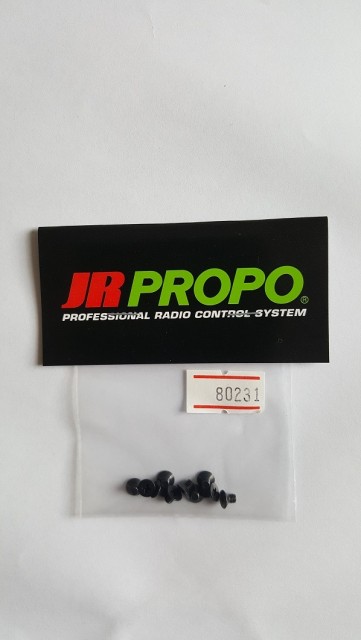 JR PROPO®
PROFESSIONAL RADIO CONTROL SYSTEM
80231